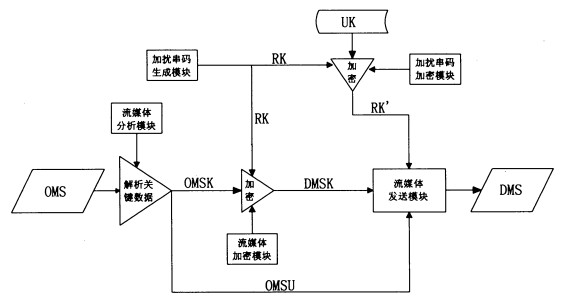 UK
加扰串码
生成模块
RK
加
密
加扰串码
加密模块
流媒体
分析模块
RK
RK'
OMS
解析关
键数据
OMSK
加
密
DMSK
流媒体
发送模块
DMS
流媒体
加密模块
OMSU